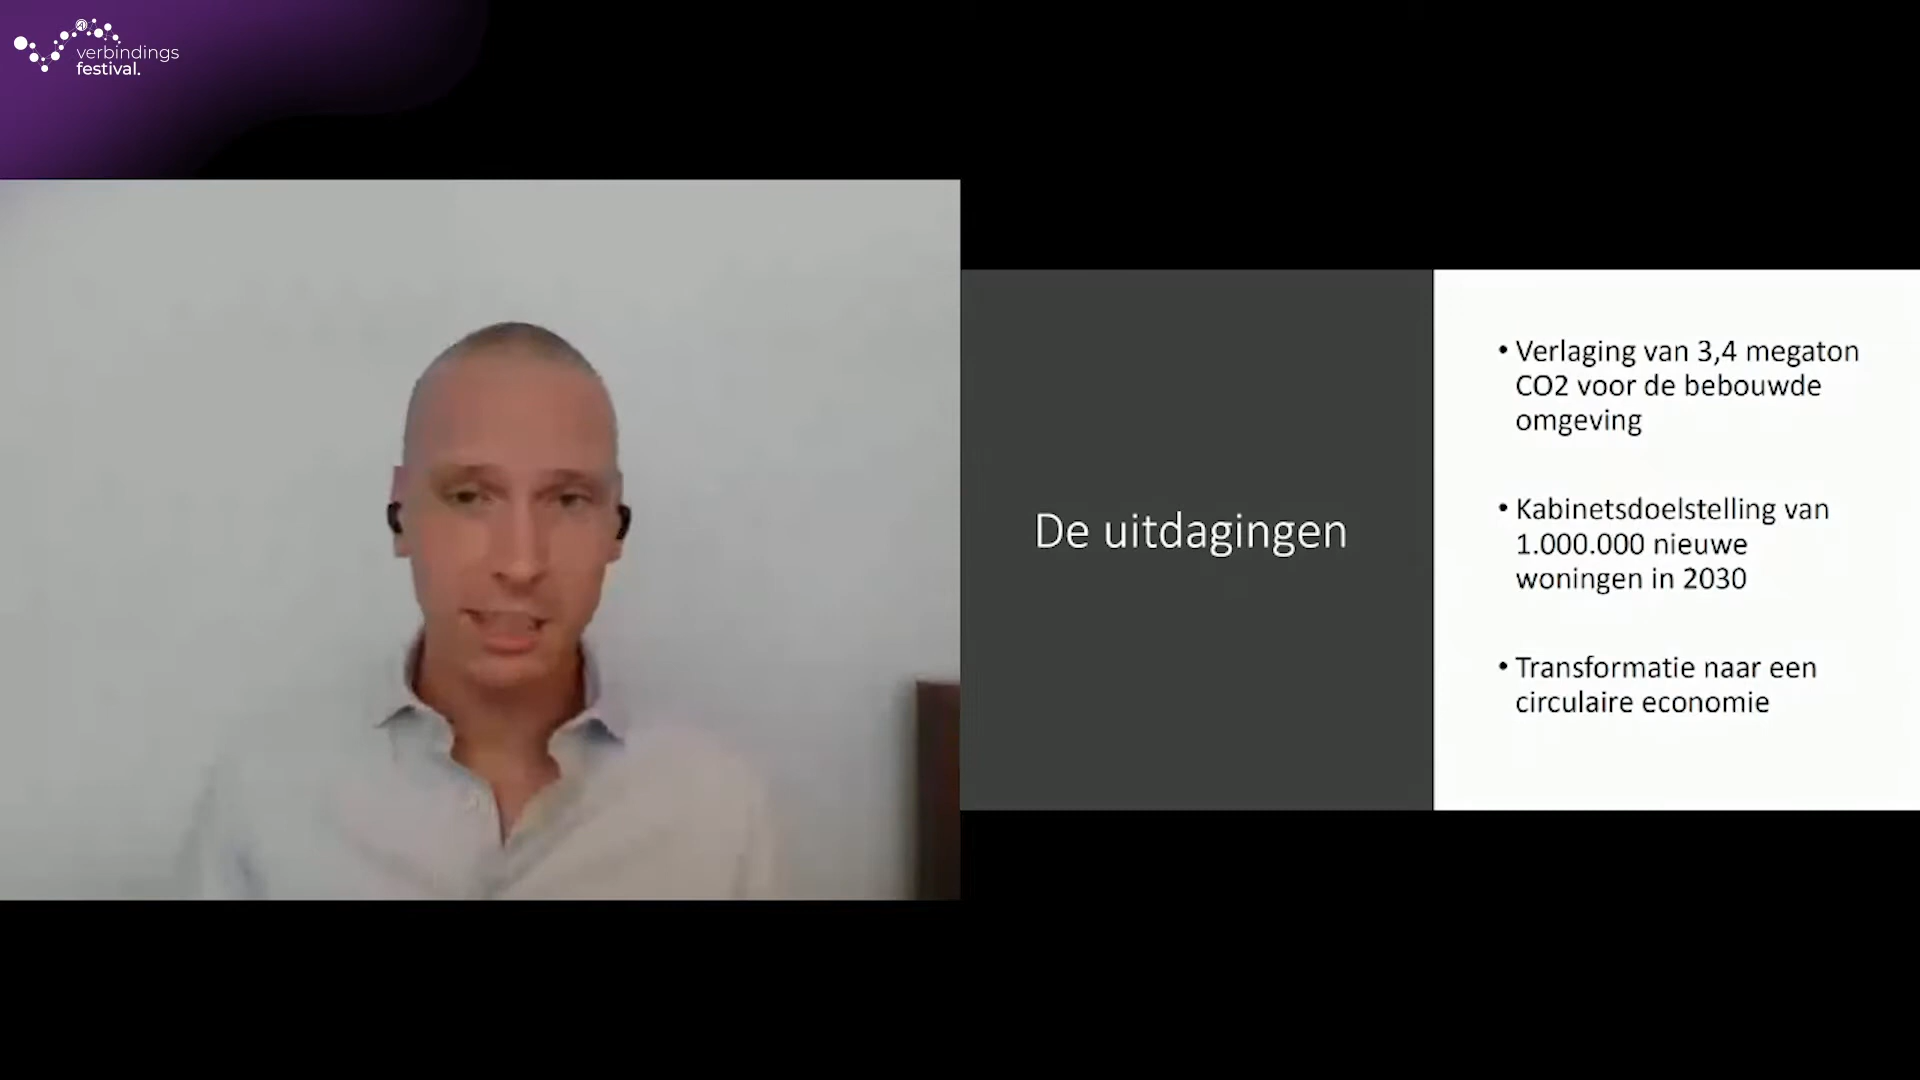 verbindings
festival.
De uitdagingen
• Verlaging van 3,4 megaton
CO2 voor de bebouwde
omgeving
• Kabinetsdoelstelling van
1.000.000 nieuwe
woningen in 2030
• Transformatie naar een
circulaire economie